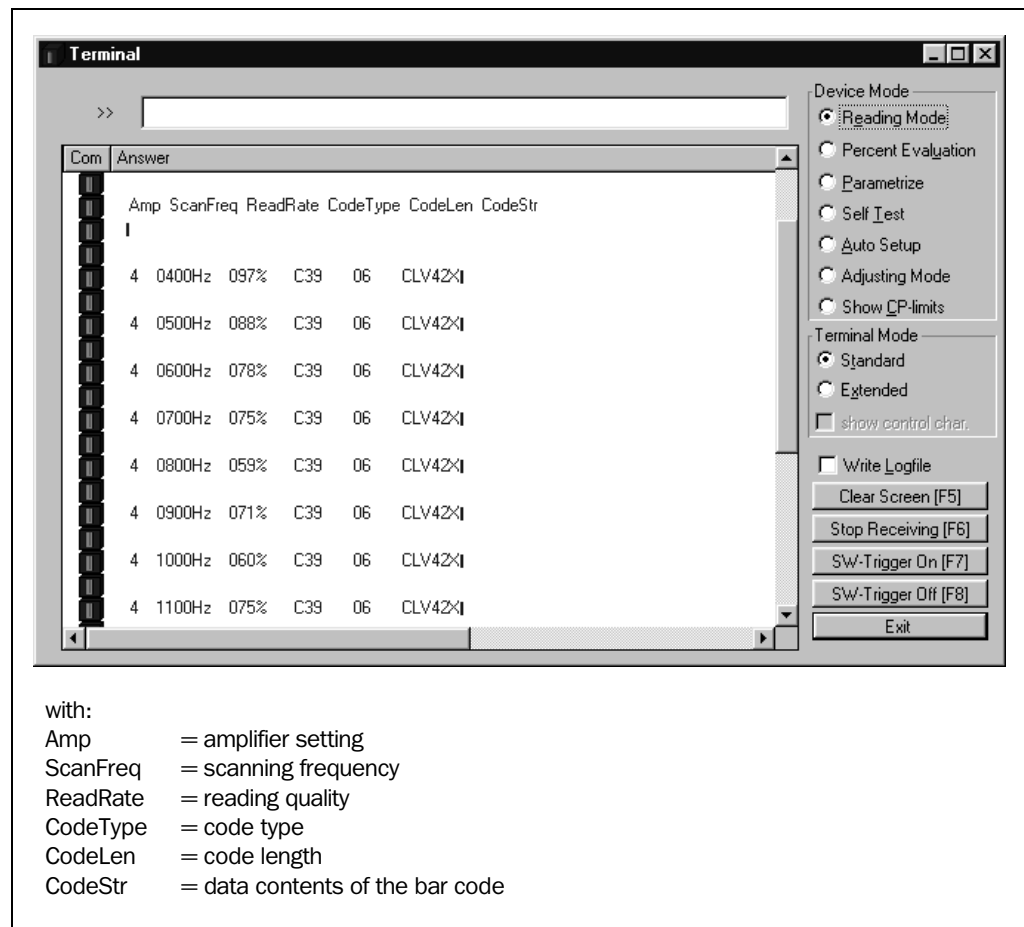 Terminal
>>
Com Answer
Amp ScanFreq ReadRate CodeType CodeLen CodeStr
4 0400Hz 097% C39 06 CLV42X
4 0500Hz 088% C39 06 CLV42X
4 0600Hz 078% C39 06 CLV42X
4 0700Hz 075% C39 06 CLV42X
4 0800Hz 059% C39 06 CLV42X
4 0900Hz 071% C39 06 CLV42X
4 1000Hz 060% C39 06 CLV42X
4 1100Hz 075% C39 06 CLV42X
Device Mode
Reading Mode
Percent Evaluation
Parametrize
Self Test
Auto Setup
Adjusting Mode
Show CP-limits
Terminal Mode
Standard
Extended
show control char.
Write Logfile
Clear Screen [F5]
Stop Receiving [F6]
SW-Trigger On [F7]
SW-Trigger Off [F8]
Exit
with:
Amp = amplifier setting
ScanFreq = scanning frequency
ReadRate = reading quality
CodeType = code type
CodeLen = code length
CodeStr = data contents of the bar code